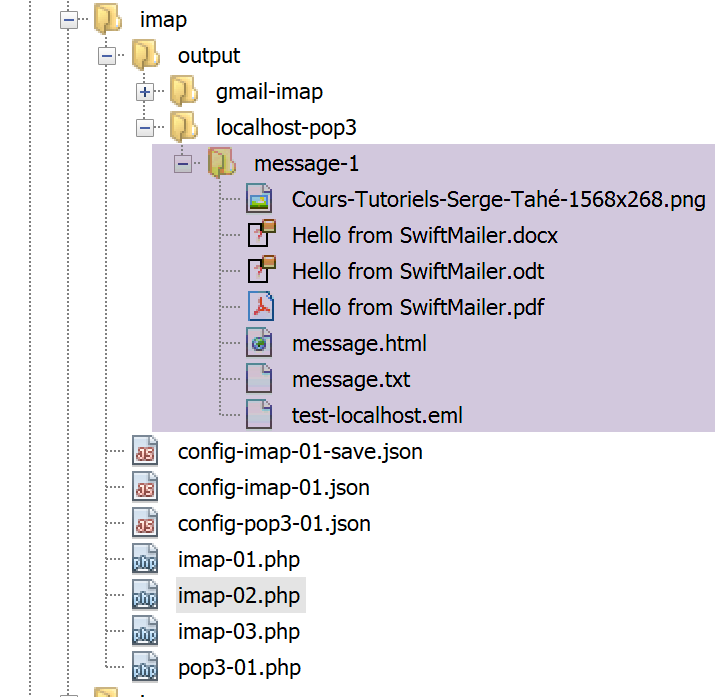 imap
output
gmail-imap
localhost-pop3
message-1
Cours-Tutoriels-Serge-Tahé-1568x268.png
Hello from SwiftMailer.docx
Hello from SwiftMailer.odt
Hello from SwiftMailer.pdf
message.html
message.txt
test-localhost.eml
config-imap-01-save.json
config-imap-01.json
config-pop3-01.json
imap-01.php
imap-02.php
imap-03.php
pop3-01.php